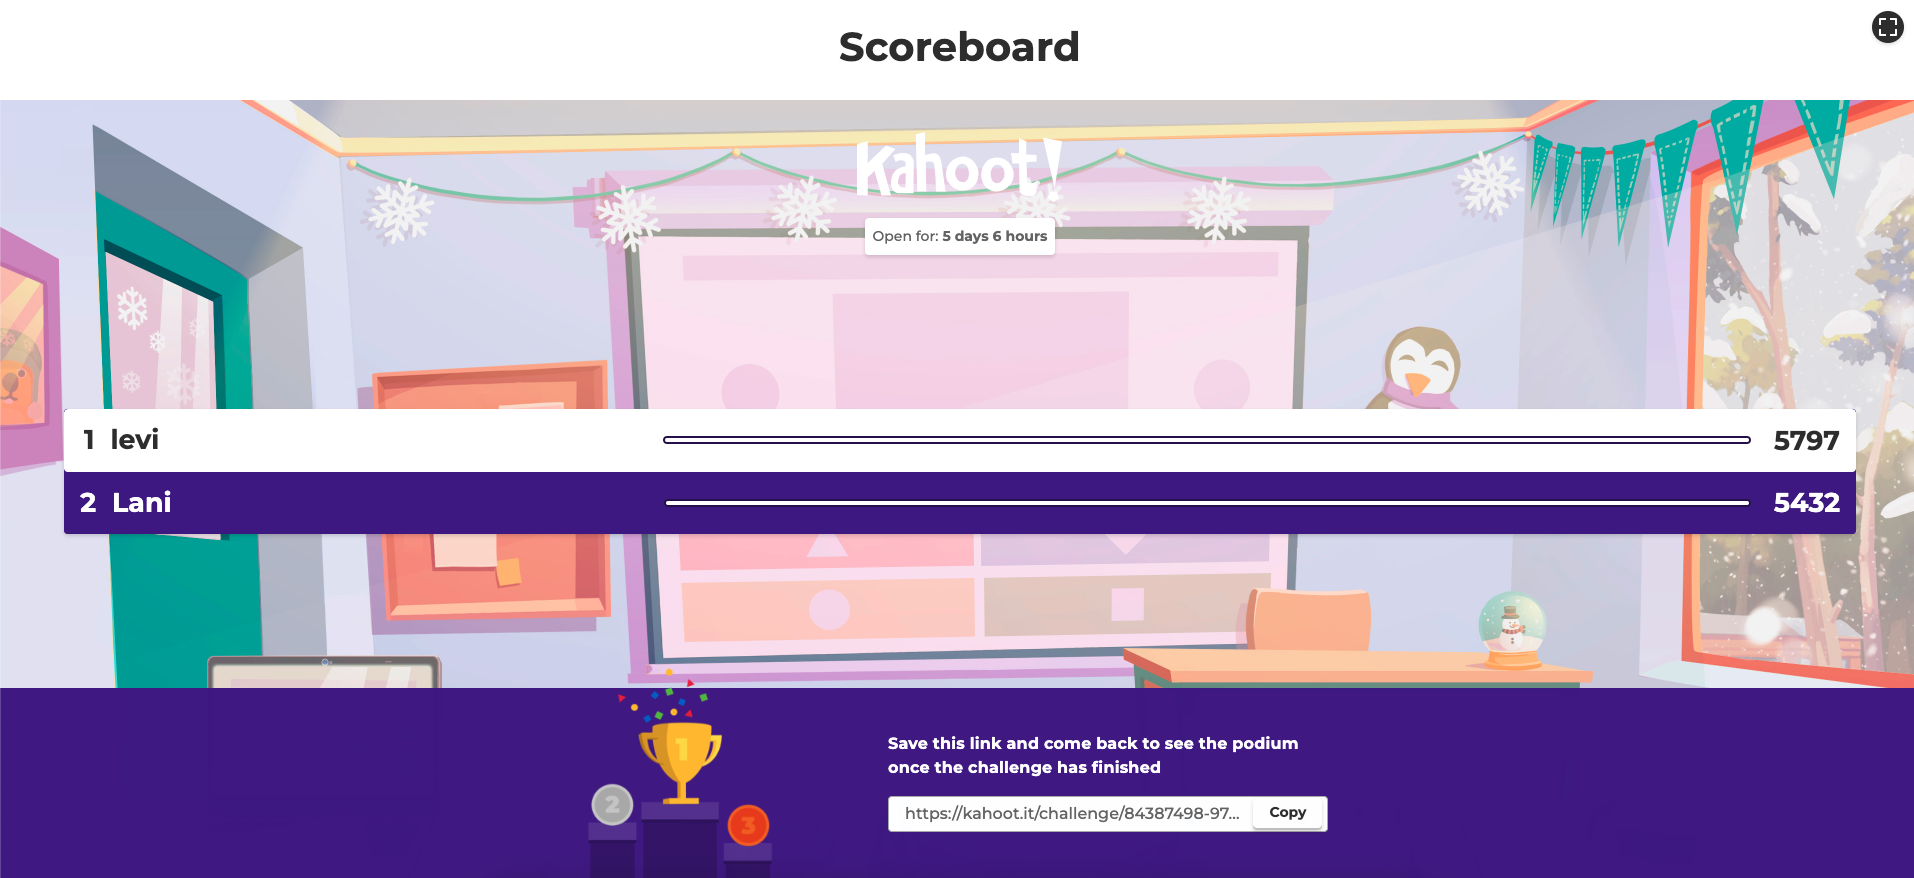 Scoreboard
Kahoot!
Open for: 5 days 6 hours
1 levi 5797
2 Lani 5432
1
2
3
Save this link and come back to see the podium
once the challenge has finished
https://kahoot.it/challenge/84387498-97... Copy